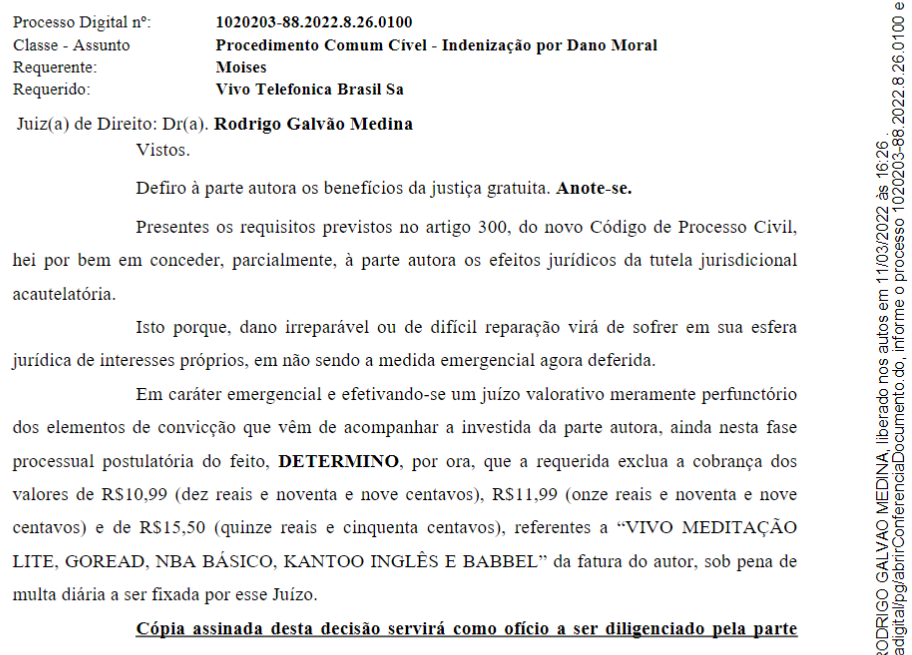 Processo Digital nº: 1020203-88.2022.8.26.0100
Classe - Assunto Procedimento Comum Cível - Indenização por Dano Moral
Requerente: Moises
Requerido: Vivo Telefonica Brasil Sa
Juiz(a) de Direito: Dr(a). Rodrigo Galvão Medina
Vistos.
Defiro à parte autora os benefícios da justiça gratuita. Anote-se.
Presentes os requisitos previstos no artigo 300, do novo Código de Processo Civil,
hei por bem em conceder, parcialmente, à parte autora os efeitos jurídicos da tutela jurisdicional
acautelatória.
Isto porque, dano irreparável ou de difícil reparação virá de sofrer em sua esfera
jurídica de interesses próprios, em não sendo a medida emergencial agora deferida.
Em caráter emergencial e efetivando-se um juízo valorativo meramente perfunctório
dos elementos de convicção que vêm de acompanhar a investida da parte autora, ainda nesta fase
processual postulatória do feito, DETERMINO, por ora, que a requerida exclua a cobrança dos
valores de R$10,99 (dez reais e noventa e nove centavos), R$11,99 (onze reais e noventa e nove
centavos) e de R$15,50 (quinze reais e cinquenta centavos), referentes a “VIVO MEDITAÇÃO
LITE, GOREAD, NBA BÁSICO, KANTOO INGLÊS E BABBEL” da fatura do autor, sob pena de
multa diária a ser fixada por esse Juízo.
Cópia assinada desta decisão servirá como ofício a ser diligenciado pela parte
RODRIGO GALVAO MEDINA, liberado nos autos em 11/03/2022 às 16:26 .
adigital/pg/abrirConferenciaDocumento.do, informe o processo 1020203-88.2022.8.26.0100 e